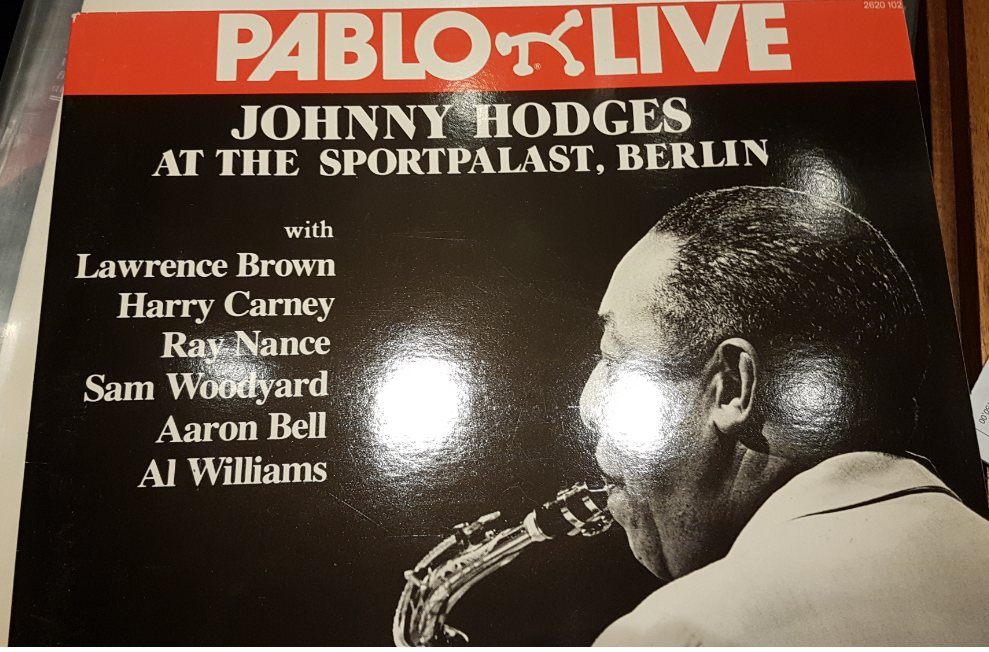 2620 102
PABLO LIVE
®
JOHNNY HODGES
AT THE SPORTPALAST, BERLIN
with
Lawrence Brown
Harry Carney
Ray Nance
Sam Woodyard
Aaron Bell
Al Williams